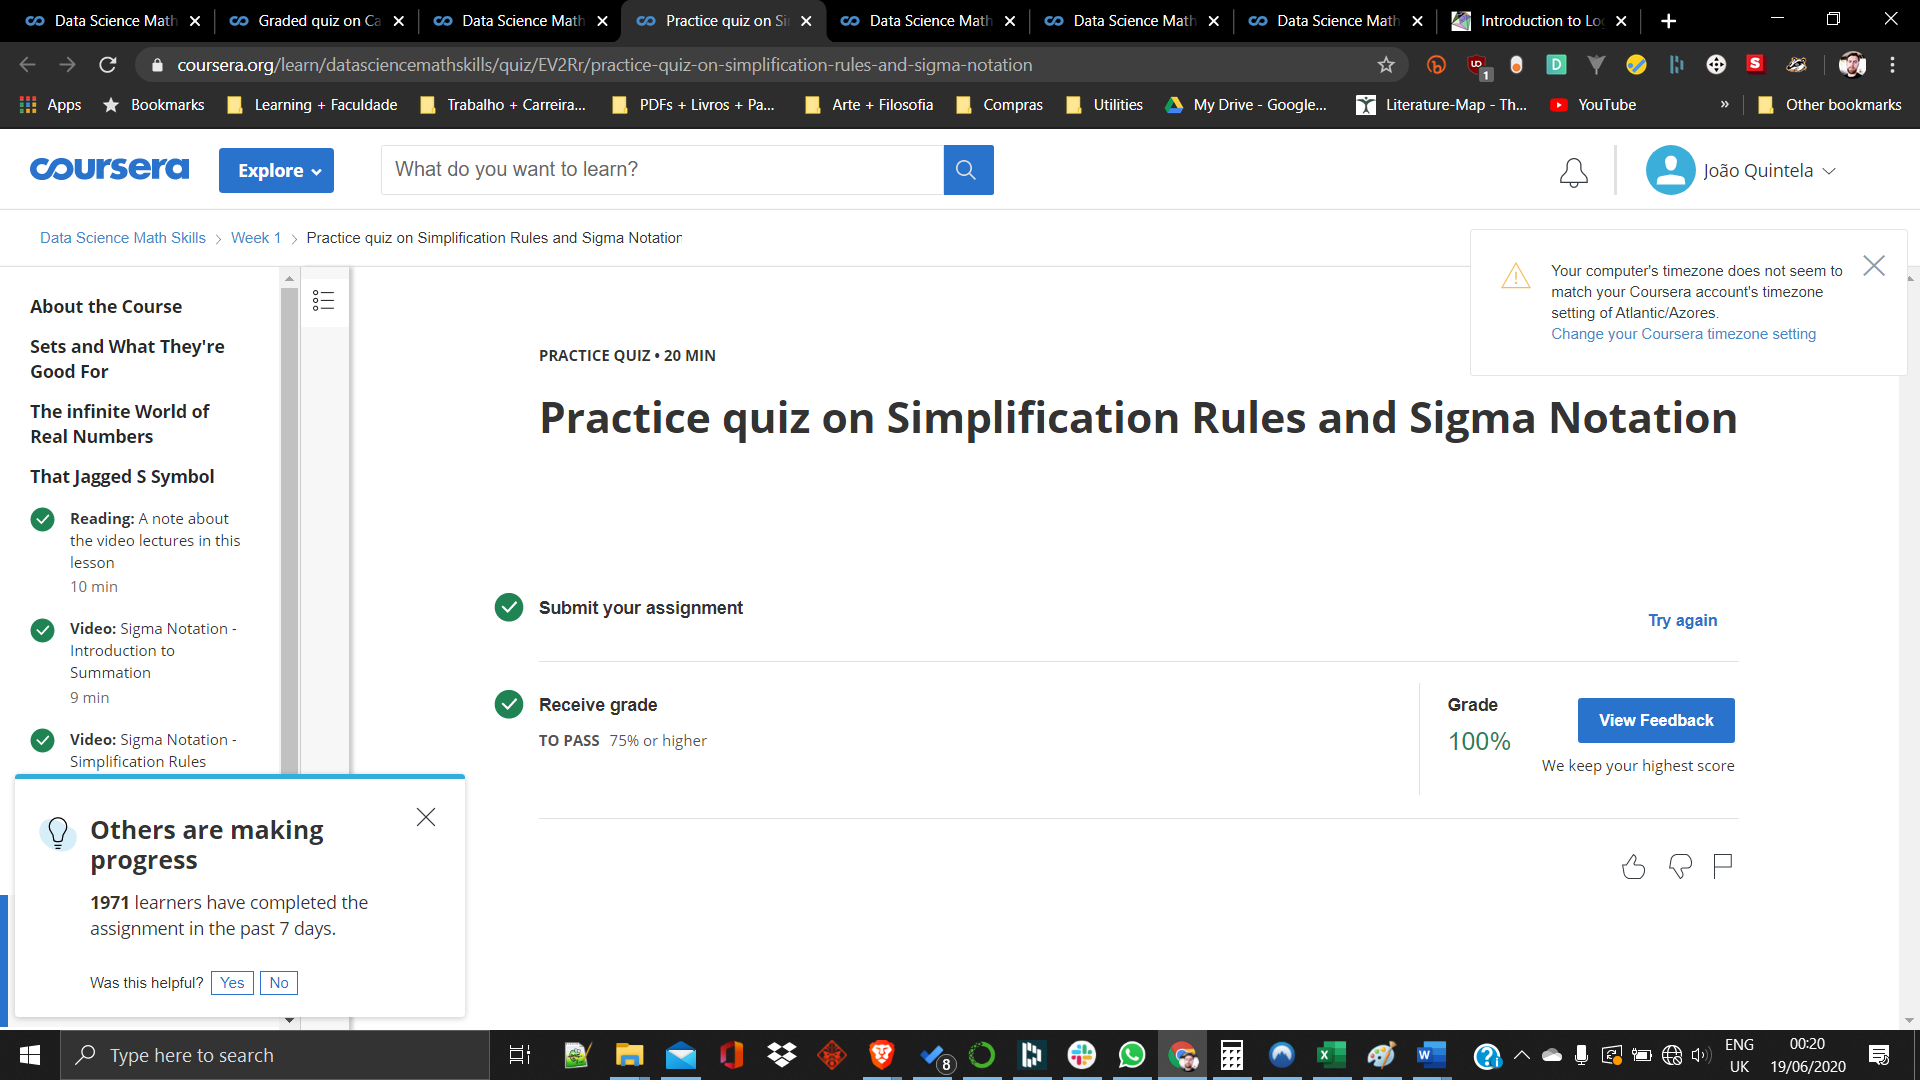 Data Science Math
Graded quiz on Ca
Data Science Math
Practice quiz on Si
Data Science Math
Data Science Math
Data Science Math
Introduction to Lo
coursera.org/learn/datasciencemathskills/quiz/EV2Rr/practice-quiz-on-simplification-rules-and-sigma-notation
Apps
Bookmarks
Learning + Faculdade
Trabalho + Carreira...
PDFs + Livros + Pa...
Arte + Filosofia
Compras
Utilities
My Drive - Google...
Literature-Map - Th...
YouTube
»
Other bookmarks
coursera
Explore
What do you want to learn?
João Quintela
Data Science Math Skills > Week 1 > Practice quiz on Simplification Rules and Sigma Notation
Your computer's timezone does not seem to
match your Coursera account's timezone
setting of Atlantic/Azores.
Change your Coursera timezone setting
About the Course
Sets and What They're
Good For
The infinite World of
Real Numbers
That Jagged S Symbol
Reading: A note about
the video lectures in this
lesson
10 min
Video: Sigma Notation -
Introduction to
Summation
9 min
Video: Sigma Notation -
Simplification Rules
PRACTICE QUIZ • 20 MIN
Practice quiz on Simplification Rules and Sigma Notation
Submit your assignment
Try again
Receive grade
TO PASS 75% or higher
Grade
100%
View Feedback
We keep your highest score
Others are making
progress
1971 learners have completed the
assignment in the past 7 days.
Was this helpful? Yes No
Type here to search
8
ENG
UK
00:20
19/06/2020